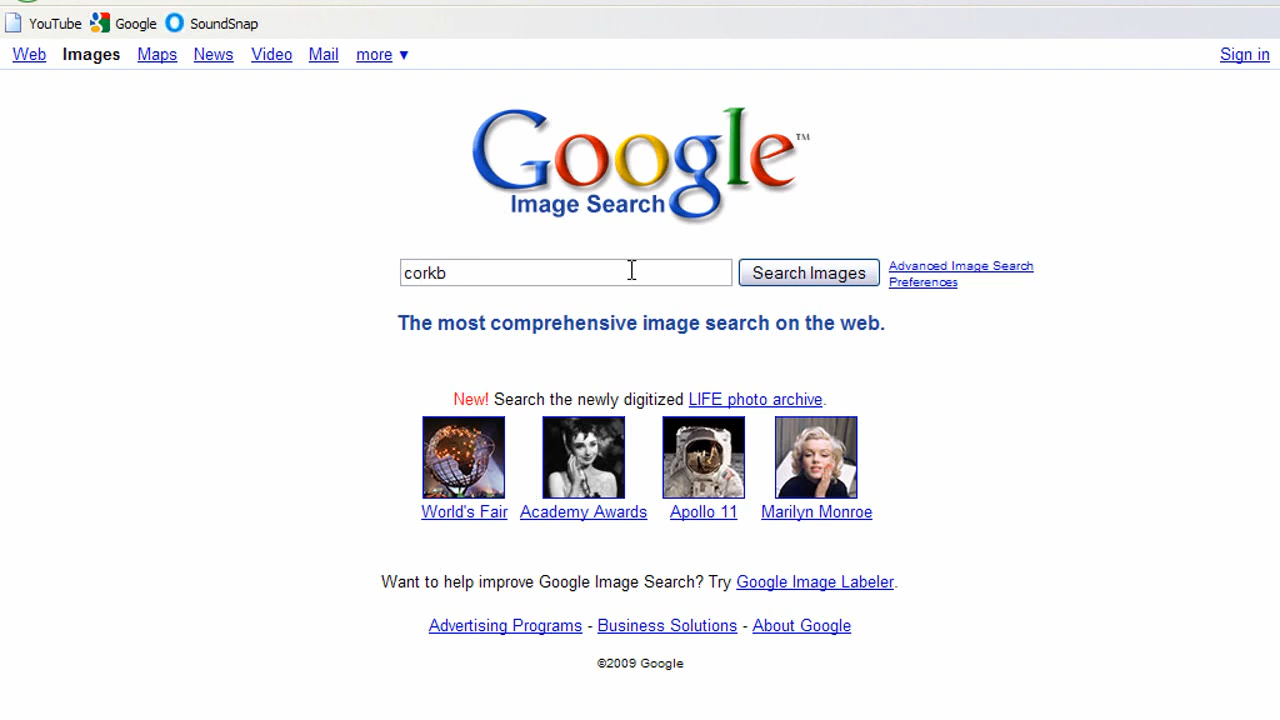 YouTube Google SoundSnap
Web Images Maps News Video Mail more ▼ Sign in
Google™
Image Search
corkb Search Images Advanced Image Search
Preferences
The most comprehensive image search on the web.
New! Search the newly digitized LIFE photo archive.
World's Fair Academy Awards Apollo 11 Marilyn Monroe
Want to help improve Google Image Search? Try Google Image Labeler.
Advertising Programs - Business Solutions - About Google
©2009 Google